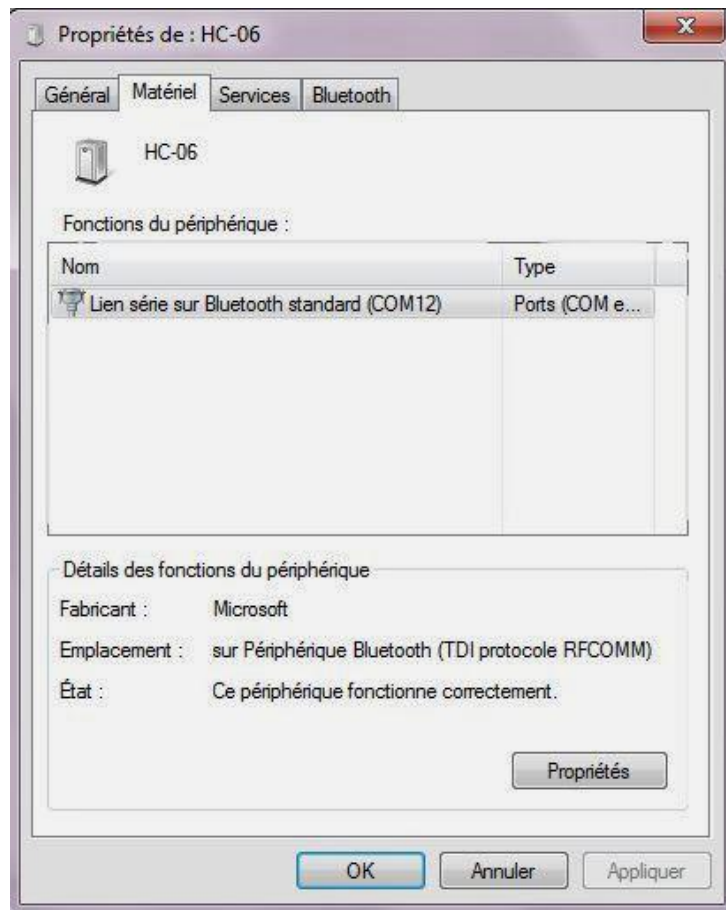 Propriétés de : HC-06
Général Matériel Services Bluetooth
HC-06
Fonctions du périphérique :
Nom Type
Lien série sur Bluetooth standard (COM12) Ports (COM e...
Détails des fonctions du périphérique
Fabricant : Microsoft
Emplacement : sur Périphérique Bluetooth (TDI protocole RFCOMM)
État : Ce périphérique fonctionne correctement.
Propriétés
OK Annuler Appliquer